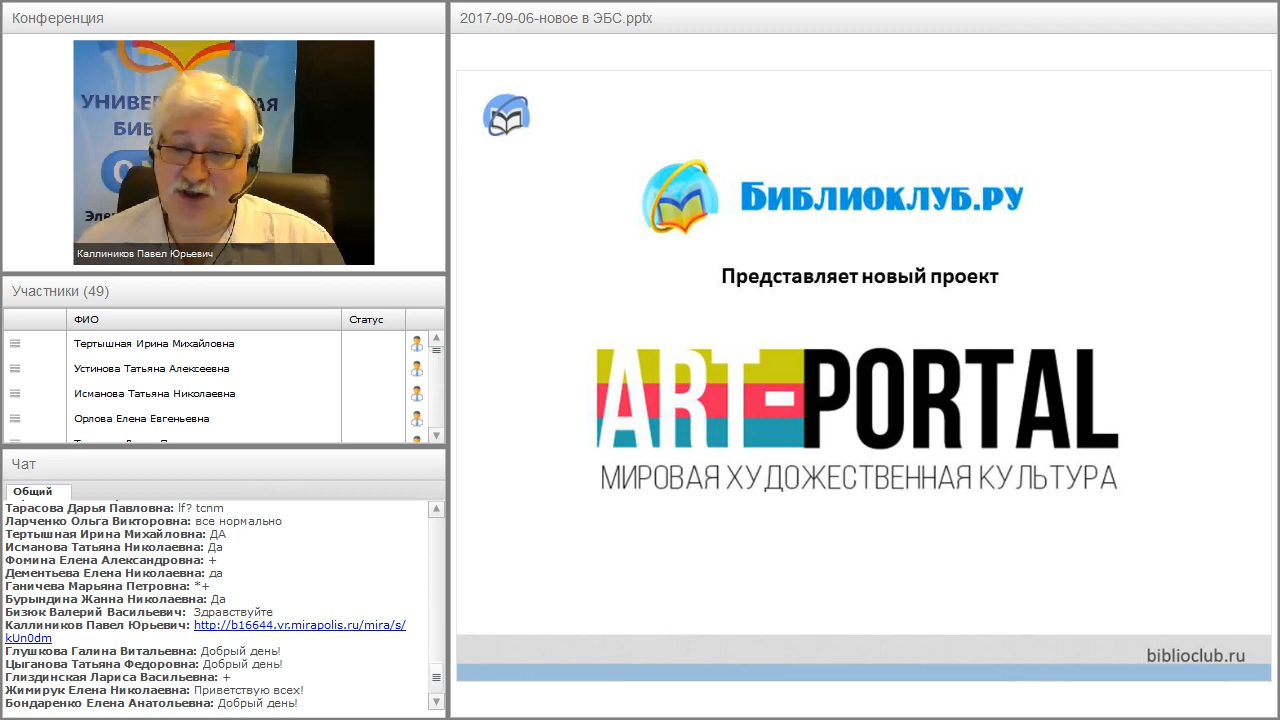 Конференция
УНИВЕР АЯ
БИБ
Каллиников Павел Юрьевич
Участники (49)
ФИО Статус
Тертышная Ирина Михайловна
Устинова Татьяна Алексеевна
Исманова Татьяна Николаевна
Орлова Елена Евгеньевна
Чат
Общий
Тарасова Дарья Павловна: lf? tcnm
Ларченко Ольга Викторовна: все нормально
Тертышная Ирина Михайловна: ДА
Исманова Татьяна Николаевна: Да
Фомина Елена Александровна: +
Дементьева Елена Николаевна: да
Ганичева Марьяна Петровна: *+
Бурындина Жанна Николаевна: Да
Бизюк Валерий Васильевич: Здравствуйте
Каллиников Павел Юрьевич: http://b16644.vr.mirapolis.ru/mira/s/
kUn0dm
Глушкова Галина Витальевна: Добрый день!
Цыганова Татьяна Федоровна: Добрый день!
Глиздинская Лариса Васильевна: +
Жимирук Елена Николаевна: Приветствую всех!
Бондаренко Елена Анатольевна: Добрый день!
2017-09-06-новое в ЭБС.pptx
Библиоклуб.ру
Представляет новый проект
ART-PORTAL
МИРОВАЯ ХУДОЖЕСТВЕННАЯ КУЛЬТУРА
biblioclub.ru